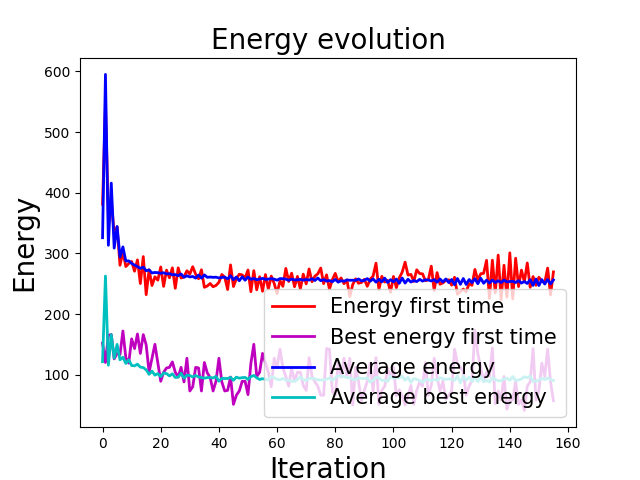 Energy evolution
600
500
400
300
200
100
Energy
Energy first time
Best energy first time
Average energy
Average best energy
0 20 40 60 80 100 120 140 160
Iteration